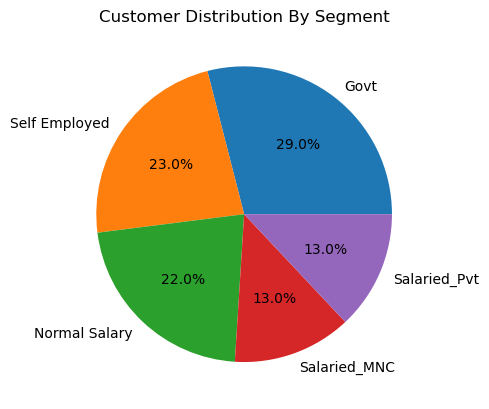 Customer Distribution By Segment
Govt
29.0%
Self Employed
23.0%
Normal Salary
22.0%
Salaried_MNC
13.0%
Salaried_Pvt
13.0%